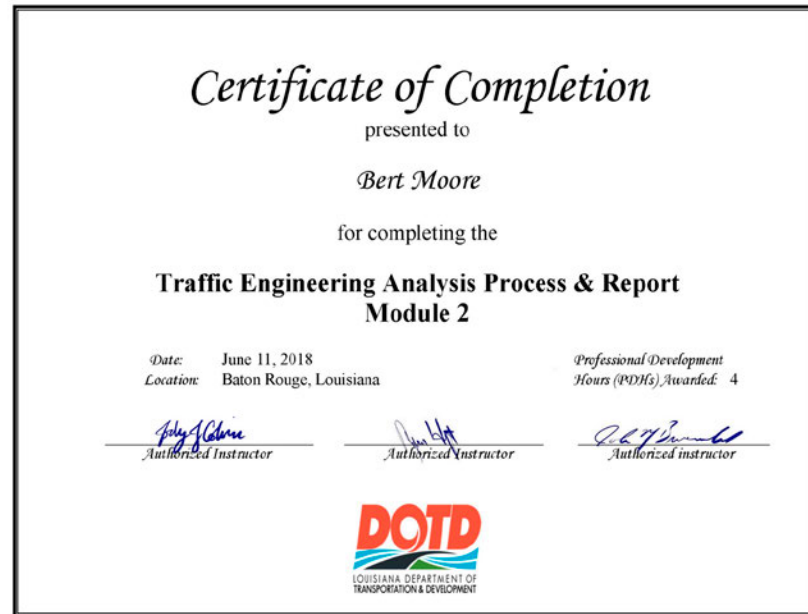 Certificate of Completion
presented to
Bert Moore
for completing the
Traffic Engineering Analysis Process & Report
Module 2
Date: June 11, 2018
Location: Baton Rouge, Louisiana
Professional Development
Hours (PDHs) Awarded: 4
Authorized Instructor
Authorized Instructor
Authorized instructor
DOTD
LOUISIANA DEPARTMENT OF
TRANSPORTATION & DEVELOPMENT